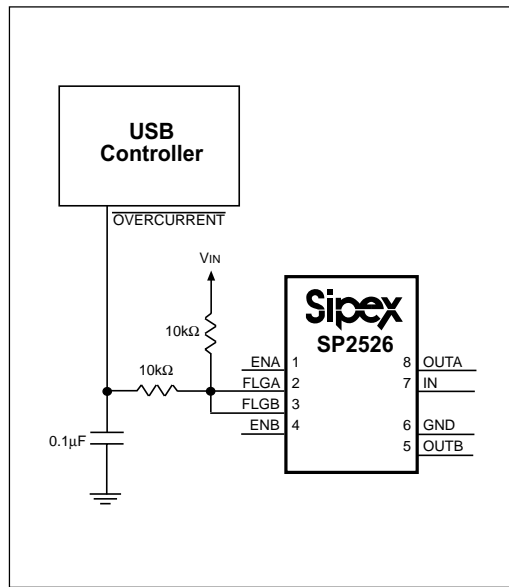 USB
Controller
OVERCURRENT
VIN
10kΩ
10kΩ
0.1µF
Sipex
SP2526
ENA 1
FLGA 2
FLGB 3
ENB 4
8 OUTA
7 IN
6 GND
5 OUTB